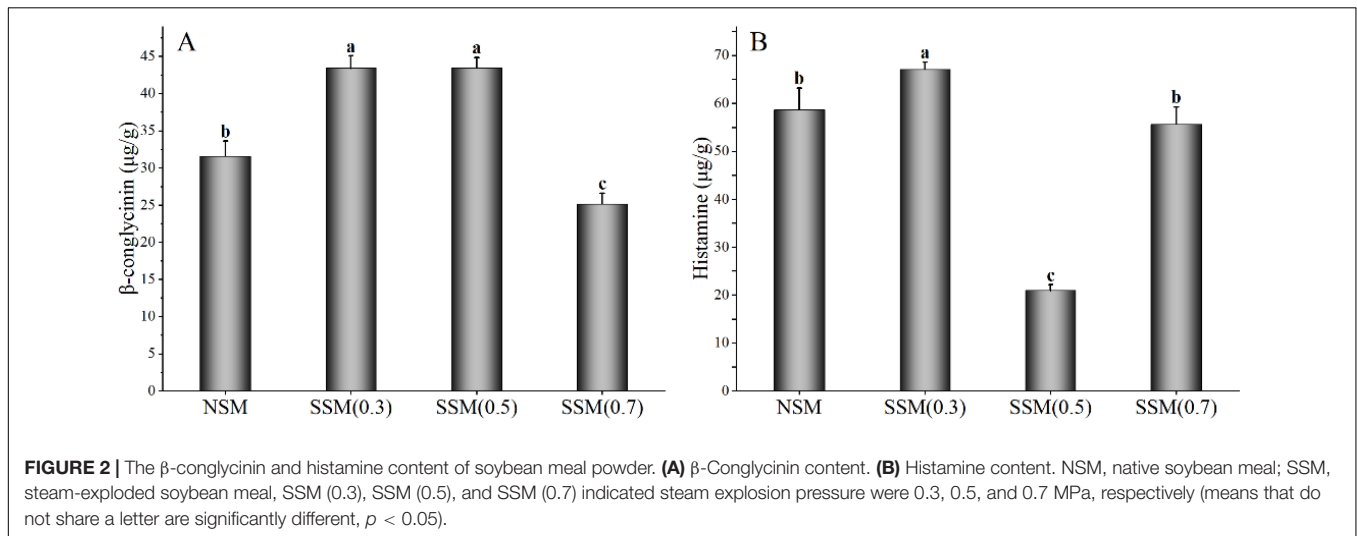 A
β-conglycinin (µg/g)
45
40
35
30
25
20
15
10
5
0
b
a
a
c
NSM
SSM(0.3)
SSM(0.5)
SSM(0.7)
B
Histamine (µg/g)
70
60
50
40
30
20
10
0
b
a
c
b
NSM
SSM(0.3)
SSM(0.5)
SSM(0.7)
FIGURE 2 | The β-conglycinin and histamine content of soybean meal powder. (A) β-Conglycinin content. (B) Histamine content. NSM, native soybean meal; SSM,
steam-exploded soybean meal, SSM (0.3), SSM (0.5), and SSM (0.7) indicated steam explosion pressure were 0.3, 0.5, and 0.7 MPa, respectively (means that do
not share a letter are significantly different, p < 0.05).